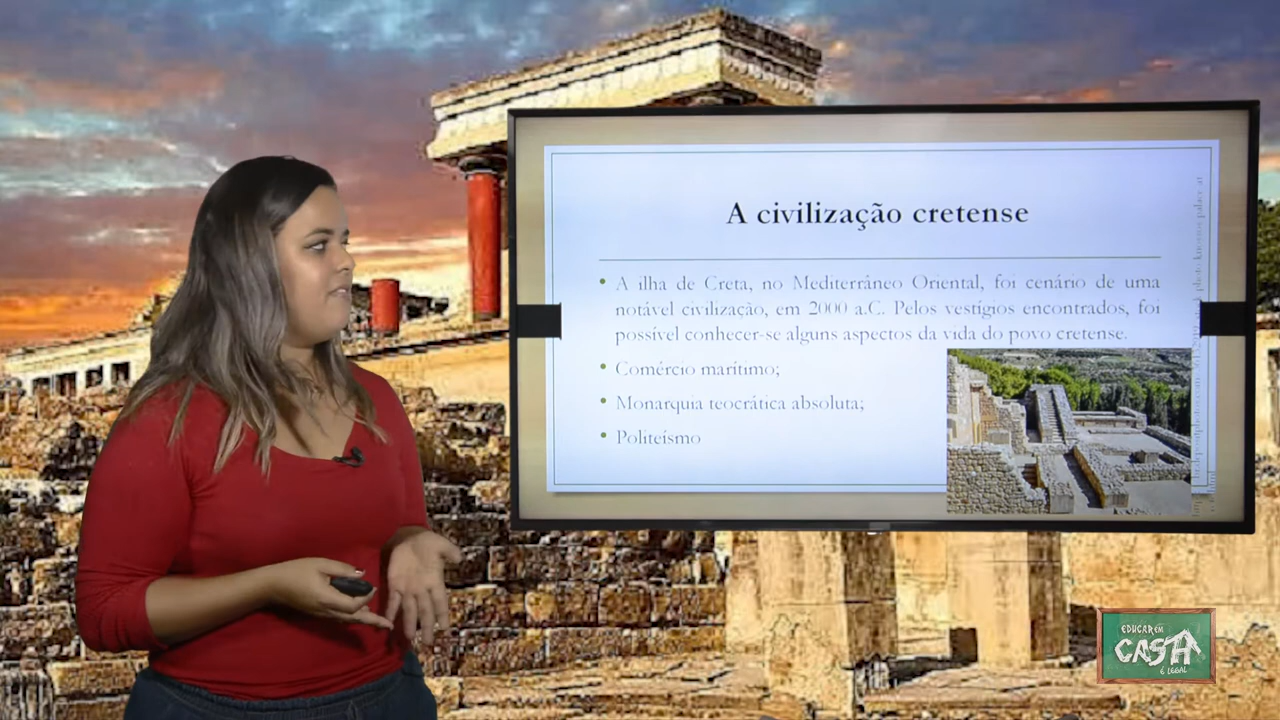 A civilização cretense
• A ilha de Creta, no Mediterrâneo Oriental, foi cenário de uma
notável civilização, em 2000 a.C. Pelos vestígios encontrados, foi
possível conhecer-se alguns aspectos da vida do povo cretense.
• Comércio marítimo;
• Monarquia teocrática absoluta;
• Politeísmo
EDUCAR EM
CASA
É LEGAL